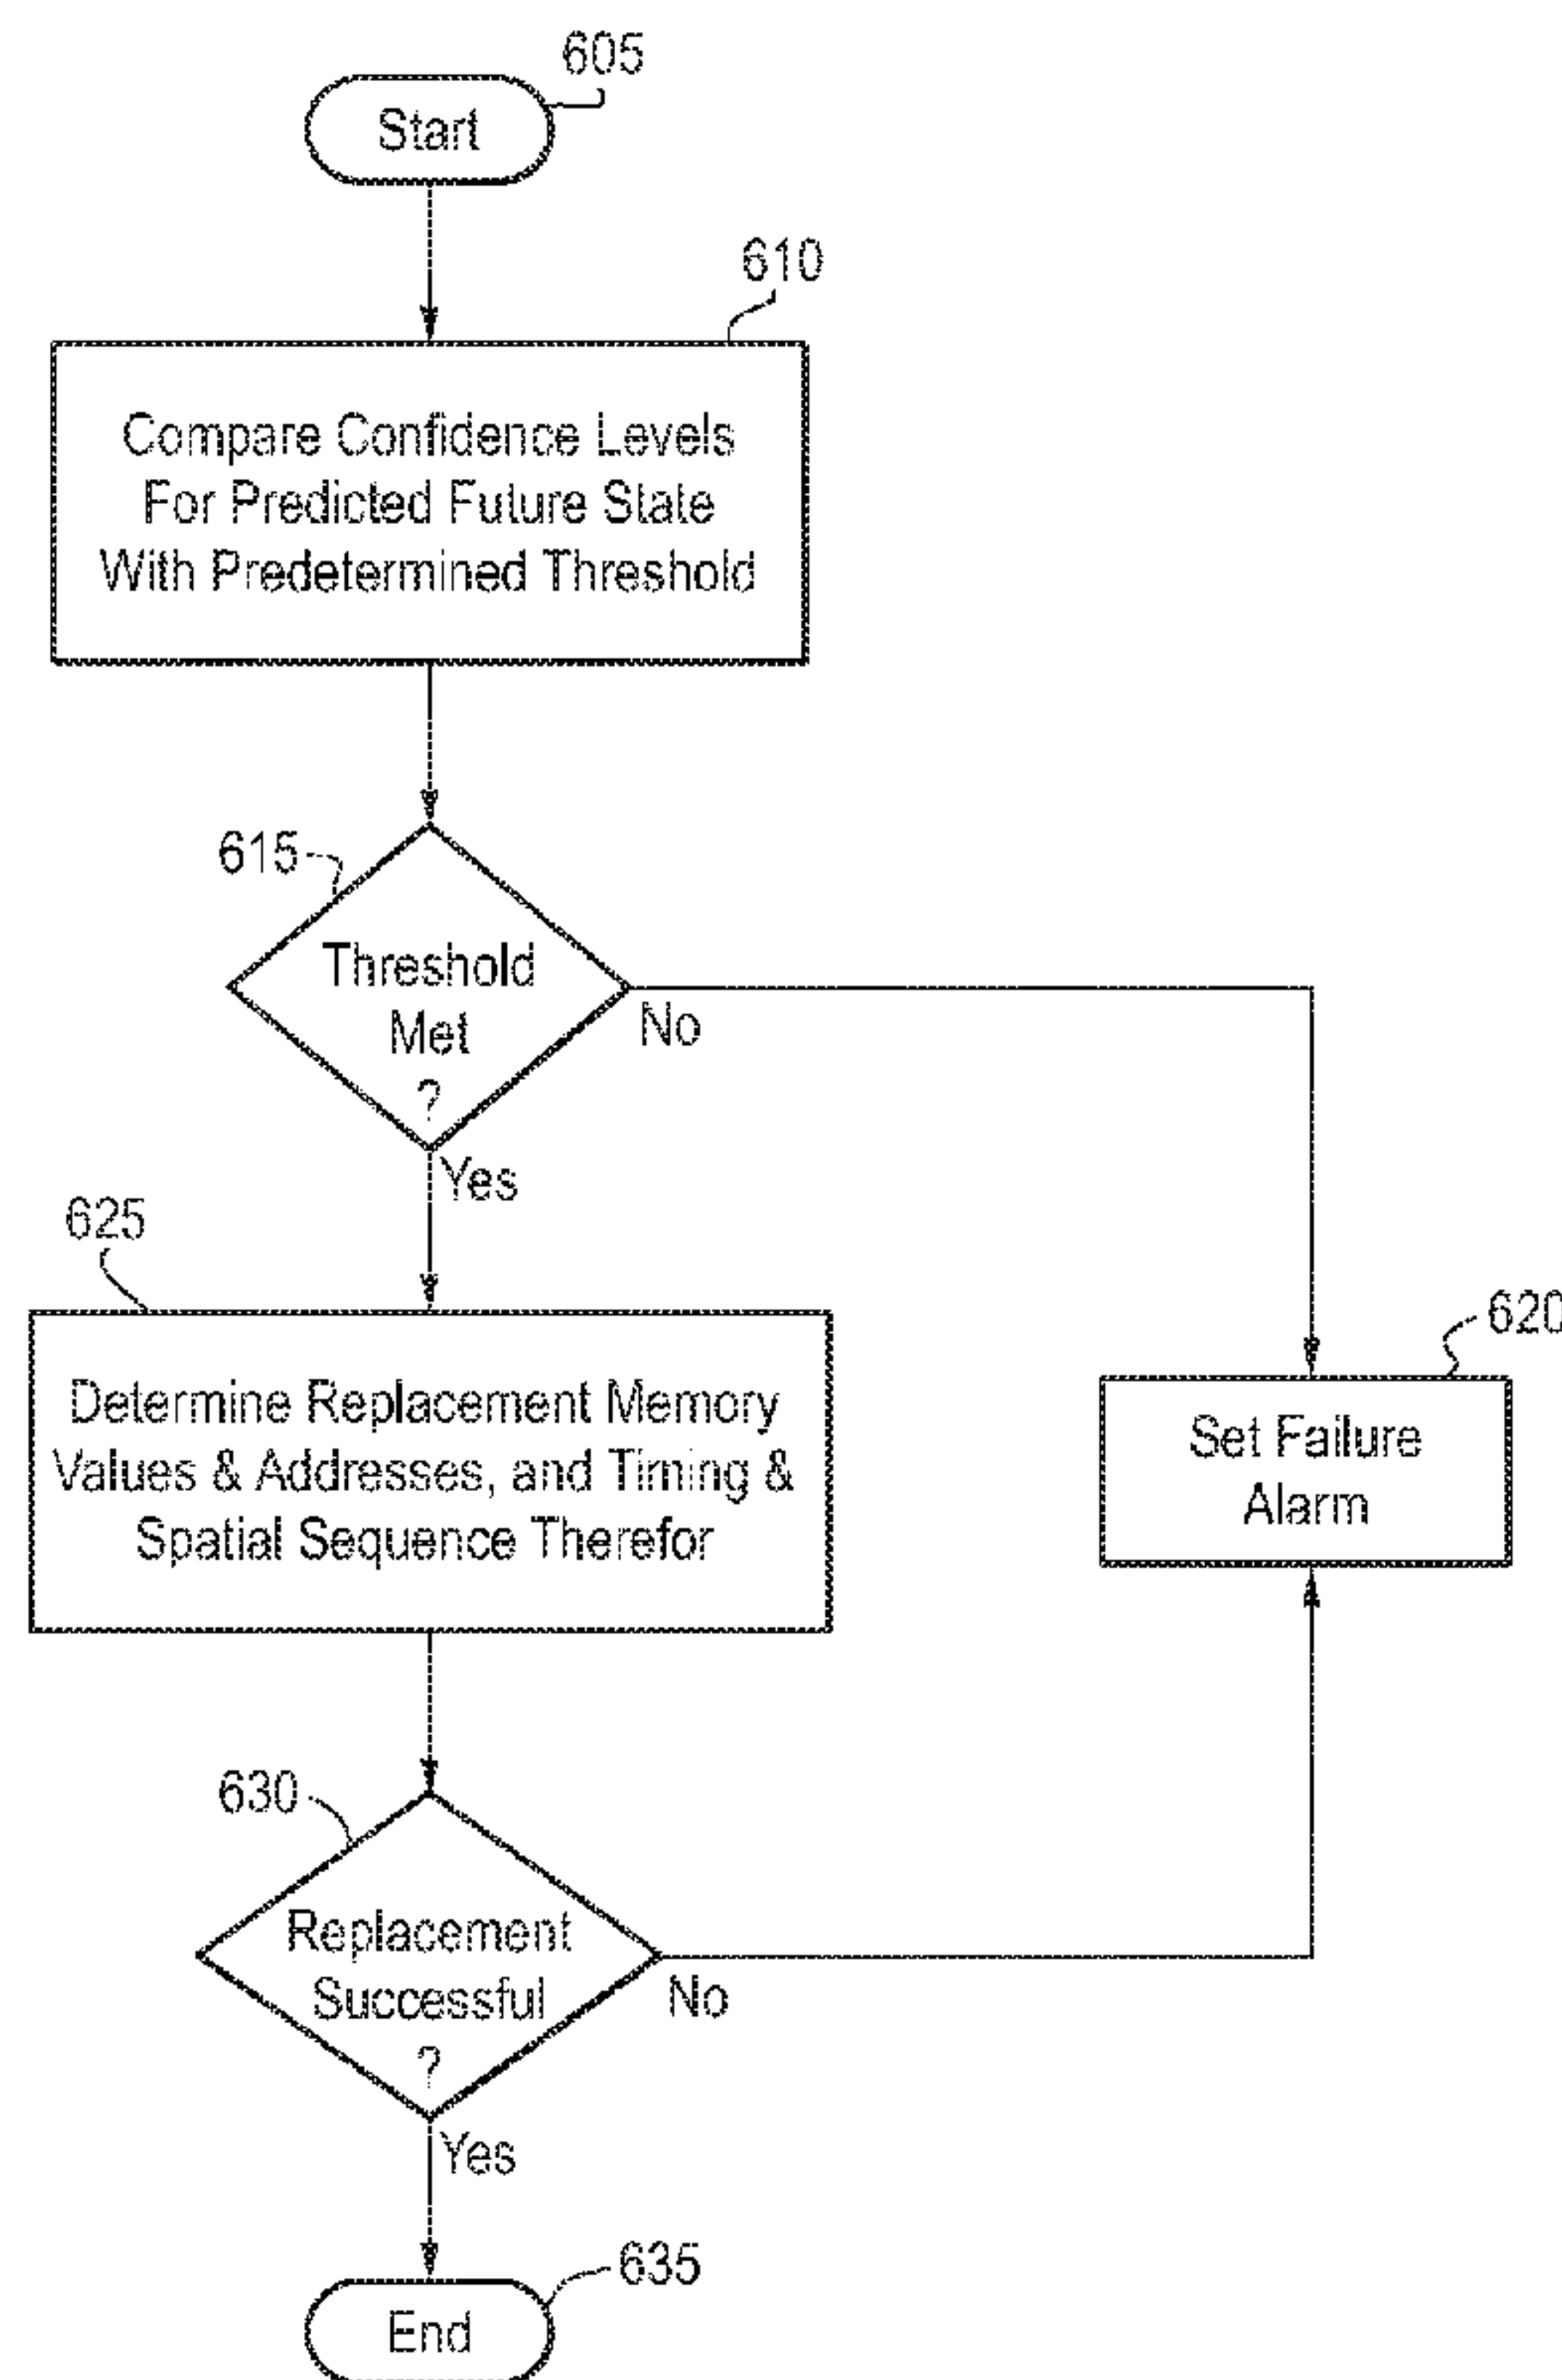 605
Start
610
Compare Confidence Levels
For Predicted Future State
With Predetermined Threshold
615
Threshold
Met
?
No
Yes
625
620
Determine Replacement Memory
Values & Addresses, and Timing &
Spatial Sequence Therefor
Set Failure
Alarm
630
Replacement
Successful
?
No
Yes
635
End